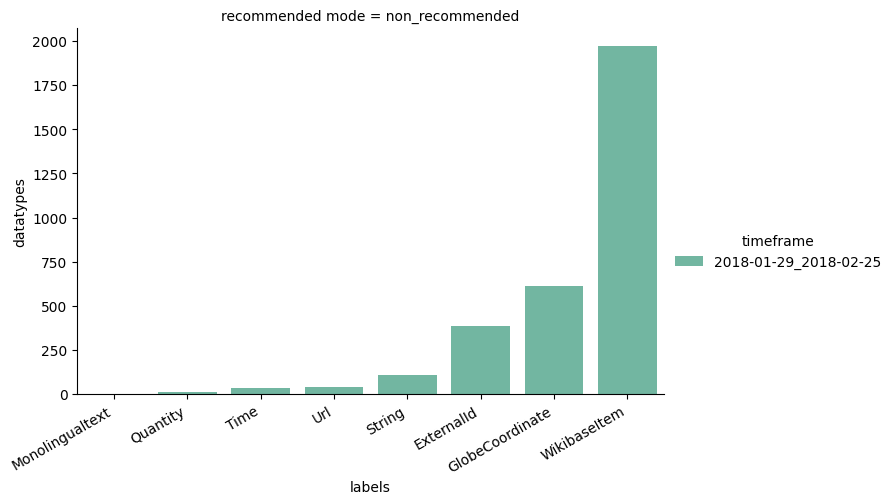 recommended mode = non_recommended
2000
1750
1500
1250
1000
750
500
250
0
datatypes
Monolingualtext
Quantity
Time
Url
String
ExternalId
GlobeCoordinate
WikibaseItem
labels
timeframe
2018-01-29_2018-02-25